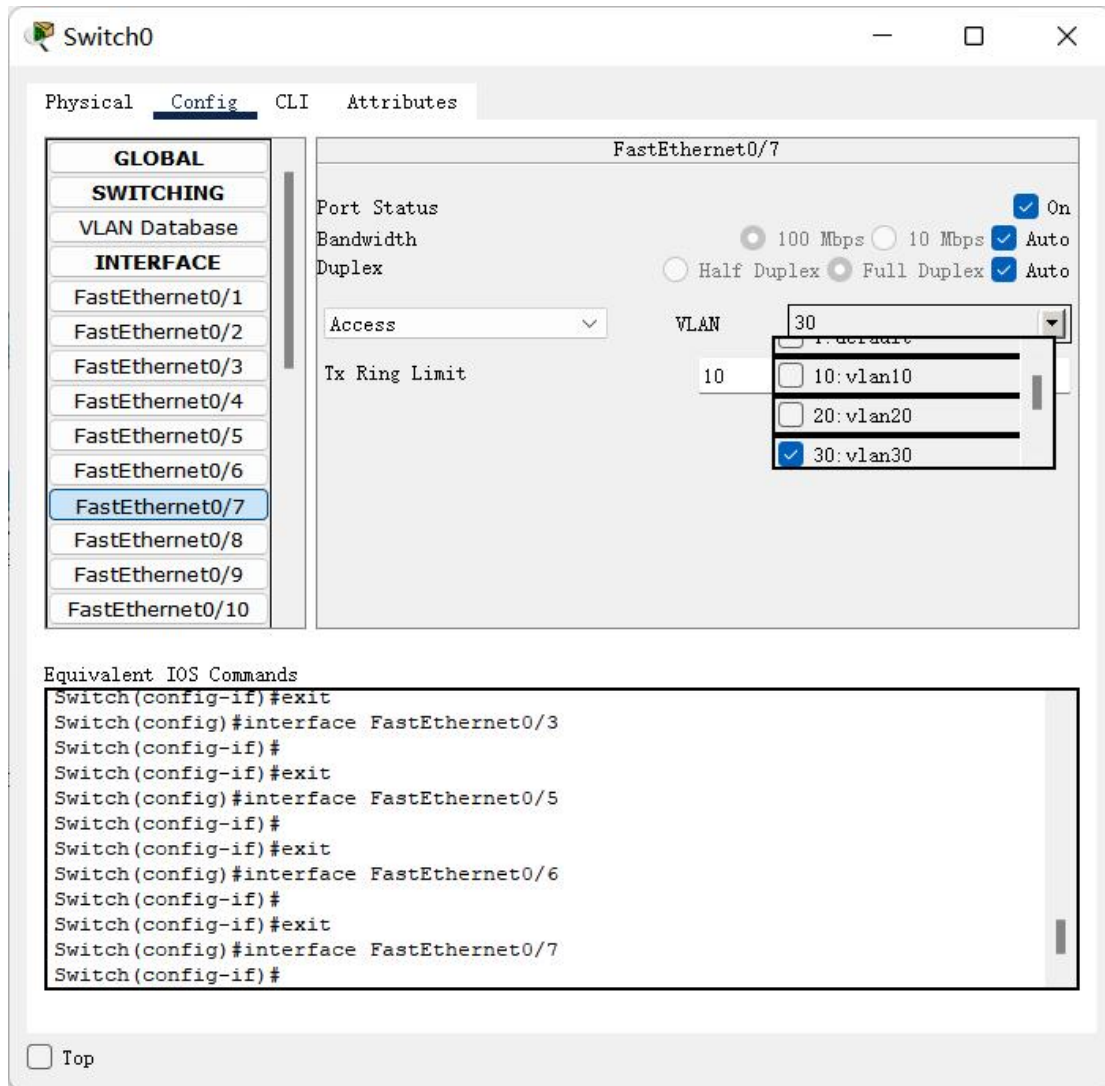 Switch0
Physical Config CLI Attributes
GLOBAL
SWITCHING
VLAN Database
INTERFACE
FastEthernet0/1
FastEthernet0/2
FastEthernet0/3
FastEthernet0/4
FastEthernet0/5
FastEthernet0/6
FastEthernet0/7
FastEthernet0/8
FastEthernet0/9
FastEthernet0/10
FastEthernet0/7
Port Status On
Bandwidth 100 Mbps 10 Mbps Auto
Duplex Half Duplex Full Duplex Auto
Access VLAN 30
1:default
Tx Ring Limit 10 10:vlan10
20:vlan20
30:vlan30
Equivalent IOS Commands
Switch(config-if)#exit
Switch(config)#interface FastEthernet0/3
Switch(config-if)#
Switch(config-if)#exit
Switch(config)#interface FastEthernet0/5
Switch(config-if)#
Switch(config-if)#exit
Switch(config)#interface FastEthernet0/6
Switch(config-if)#
Switch(config-if)#exit
Switch(config)#interface FastEthernet0/7
Switch(config-if)#
Top